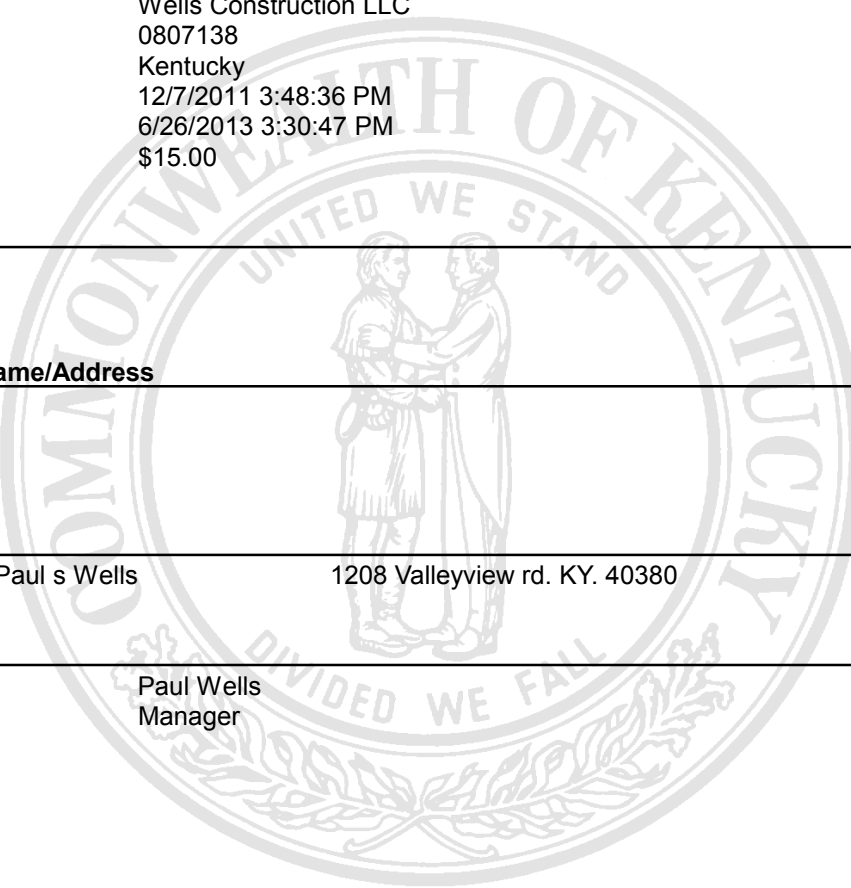 Wells Construction LLC
0807138
Kentucky
12/7/2011 3:48:36 PM
6/26/2013 3:30:47 PM
$15.00
COMMONWEALTH OF KENTUCKY
UNITED WE STAND
ame/Address
Paul s Wells 1208 Valleyview rd. KY. 40380
DIVIDED WE FALL
Paul Wells
Manager